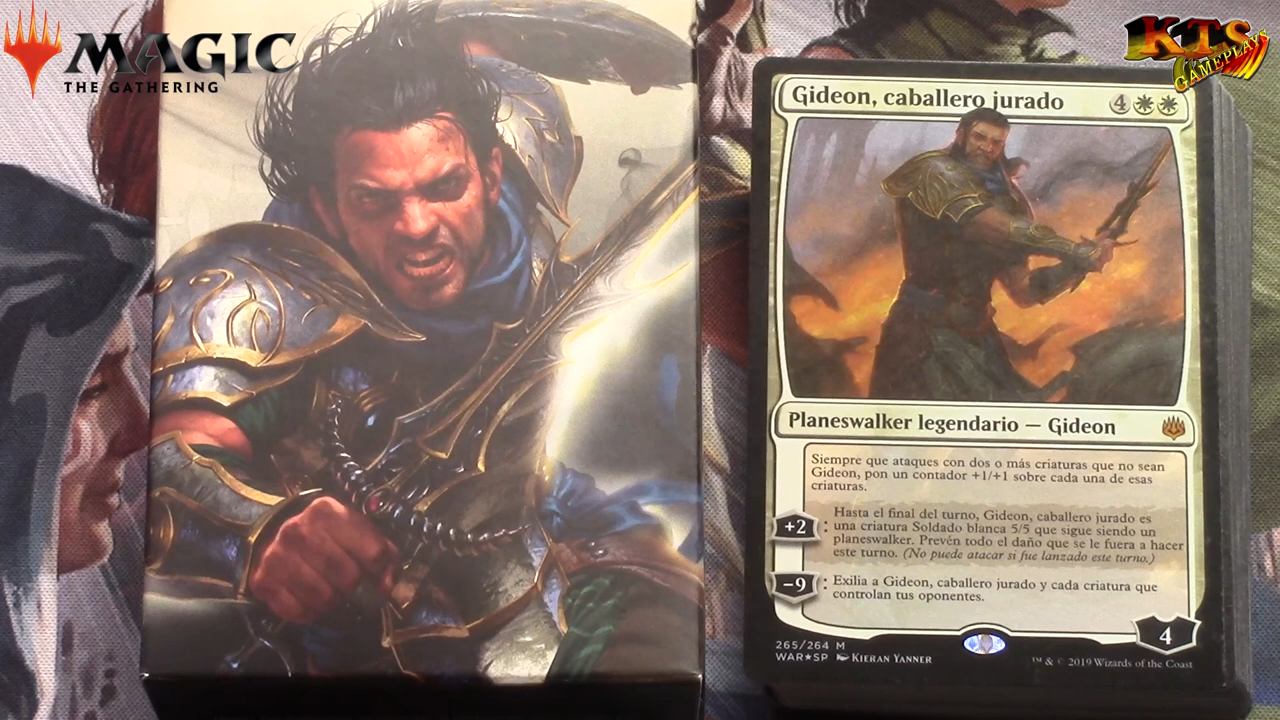 MAGIC
THE GATHERING
KTS
GAMEPLAYS
Gideon, caballero jurado 4
Planeswalker legendario — Gideon
Siempre que ataques con dos o más criaturas que no sean
Gideon, pon un contador +1/+1 sobre cada una de esas
criaturas.
+2 : Hasta el final del turno, Gideon, caballero jurado es
una criatura Soldado blanca 5/5 que sigue siendo un
planeswalker. Prevén todo el daño que se le fuera a hacer
este turno. (No puede atacar si fue lanzado este turno.)
−9 : Exilia a Gideon, caballero jurado y cada criatura que
controlan tus oponentes.
4
265/264 M
WAR★SP KIERAN YANNER
™ & © 2019 Wizards of the Coast